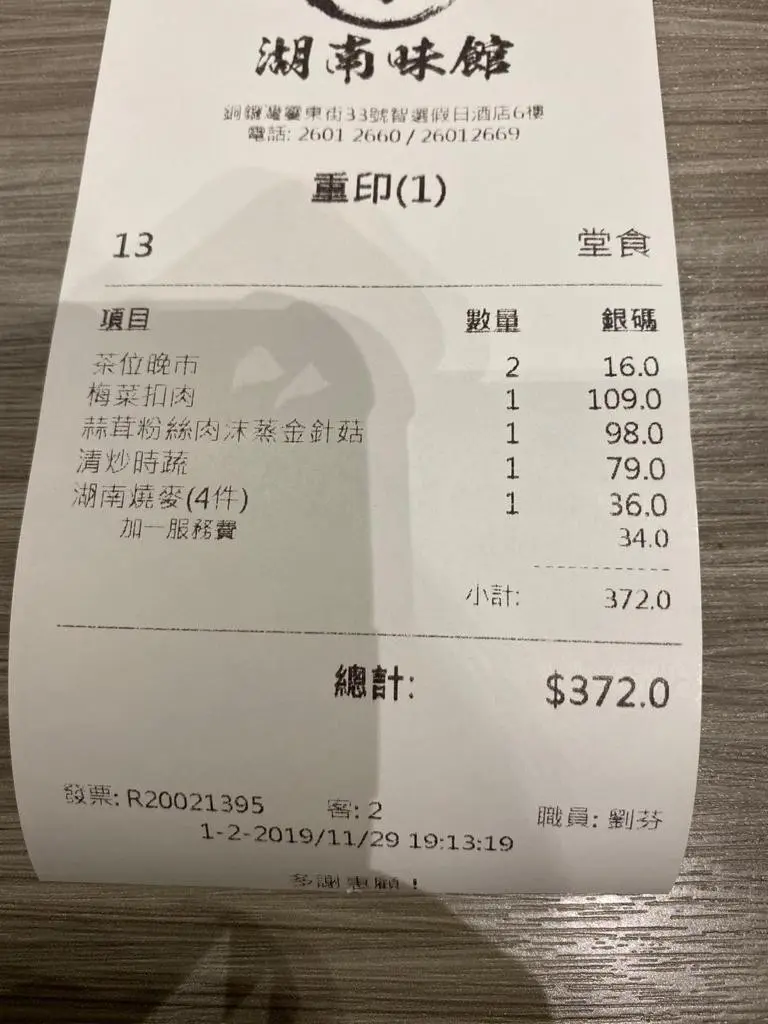 湖南味館
銅鑼灣霎東街33號智選假日酒店6樓
電話: 2601 2660 / 26012669
重印(1)
13 堂食
項目 數量 銀碼
茶位晚市 2 16.0
梅菜扣肉 1 109.0
蒜茸粉絲肉沫蒸金針菇 1 98.0
清炒時蔬 1 79.0
湖南燒麥(4件) 1 36.0
加一服務費 34.0
小計: 372.0
總計: $372.0
發票: R20021395 客: 2 職員: 劉芬
1-2-2019/11/29 19:13:19
多謝惠顧！